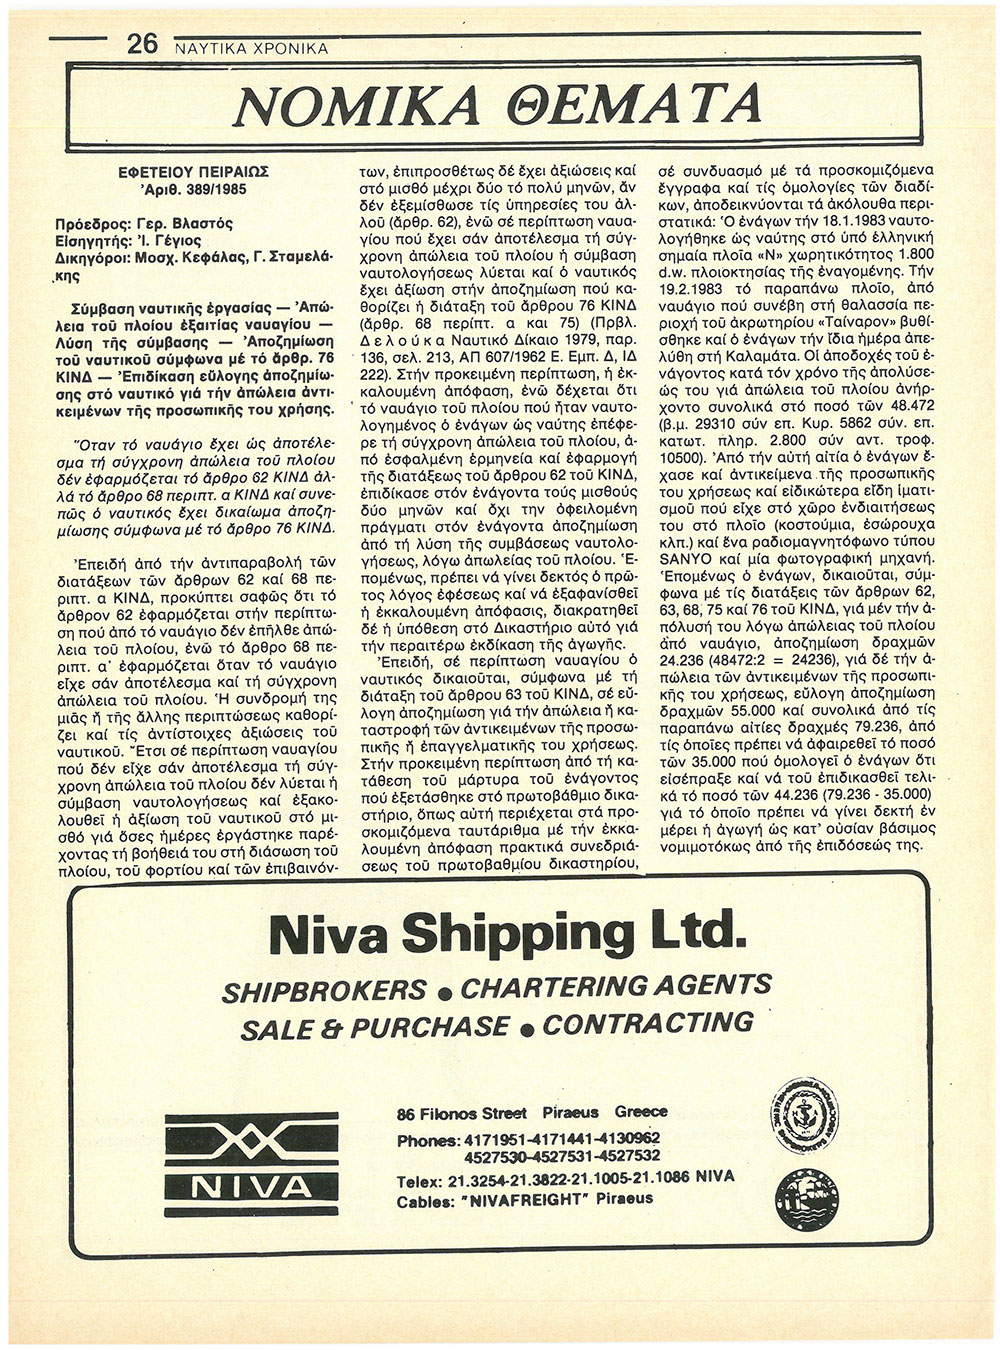 26 ΝΑΥΤΙΚΑ ΧΡΟΝΙΚΑ
ΝΟΜΙΚΑ ΘΕΜΑΤΑ
ΕΦΕΤΕΙΟΥ ΠΕΙΡΑΙΩΣ
Ἀριθ. 389/1985
Πρόεδρος: Γερ. Βλαστός
Εἰσηγητής: Ἰ. Γέγιος
Δικηγόροι: Μοσχ. Κεφάλας, Γ. Σταμελά-
κης
Σύμβαση ναυτικῆς ἐργασίας — Ἀπώ-
λεια τοῦ πλοίου ἐξαιτίας ναυαγίου —
Λύση τῆς σύμβασης — Ἀποζημίωση
τοῦ ναυτικοῦ σύμφωνα μέ τό ἄρθρ. 76
ΚΙΝΔ — Ἐπιδίκαση εὔλογης ἀποζημίω-
σης στό ναυτικό γιά τήν ἀπώλεια ἀντι-
κειμένων τῆς προσωπικῆς του χρήσης.
Ὅταν τό ναυάγιο ἔχει ὡς ἀποτέλε-
σμα τή σύγχρονη ἀπώλεια τοῦ πλοίου
δέν ἐφαρμόζεται τό ἄρθρο 62 ΚΙΝΔ ἀλ-
λά τό ἄρθρο 68 περιπτ. α ΚΙΝΔ καί συνε-
πῶς ὁ ναυτικός ἔχει δικαίωμα ἀποζη-
μίωσης σύμφωνα μέ τό ἄρθρο 76 ΚΙΝΔ.
Ἐπειδή ἀπό τήν ἀντιπαραβολή τῶν
διατάξεων τῶν ἄρθρων 62 καί 68 πε-
ριπτ. α ΚΙΝΔ, προκύπτει σαφῶς ὅτι τό
ἄρθρον 62 ἐφαρμόζεται στήν περίπτω-
ση πού ἀπό τό ναυάγιο δέν ἐπῆλθε ἀπώ-
λεια τοῦ πλοίου, ἐνῶ τό ἄρθρο 68 πε-
ριπτ. α' ἐφαρμόζεται ὅταν τό ναυάγιο
εἶχε σάν ἀποτέλεσμα καί τή σύγχρονη
ἀπώλεια τοῦ πλοίου. Ἡ συνδρομή της
μιᾶς ἤ τῆς ἄλλης περιπτώσεως καθορί-
ζει καί τίς ἀντίστοιχες ἀξιώσεις τοῦ
ναυτικοῦ. Ἔτσι σέ περίπτωση ναυαγίου
πού δέν εἶχε σάν ἀποτέλεσμα τή σύγ-
χρονη ἀπώλεια τοῦ πλοίου δέν λύεται ἡ
σύμβαση ναυτολογήσεως καί ἐξακο-
λουθεῖ ἡ ἀξίωση τοῦ ναυτικοῦ στό μι-
σθό γιά ὅσες ἡμέρες ἐργάστηκε παρέ-
χοντας τή βοήθειά του στή διάσωση τοῦ
πλοίου, τοῦ φορτίου καί τῶν ἐπιβαινόν-
των, ἐπιπροσθέτως δέ ἔχει ἀξιώσεις καί
στό μισθό μέχρι δύο τό πολύ μηνῶν, ἄν
δέν ἐξεμίσθωσε τίς ὑπηρεσίες του ἀλ-
λοῦ (ἄρθρ. 62), ἐνῶ σέ περίπτωση ναυα-
γίου πού ἔχει σάν ἀποτέλεσμα τή σύγ-
χρονη ἀπώλεια τοῦ πλοίου ἡ σύμβαση
ναυτολογήσεως λύεται καί ὁ ναυτικός
ἔχει ἀξίωση στήν ἀποζημίωση πού κα-
θορίζει ἡ διάταξη τοῦ ἄρθρου 76 ΚΙΝΔ
(ἄρθρ. 68 περίπτ. α καί 75) (Πρβλ.
Δελούκα Ναυτικό Δίκαιο 1979, παρ.
136, σελ. 213, ΑΠ 607/1962 Ε. Εμπ. Δ, ΙΔ
222). Στήν προκειμένη περίπτωση, ἡ ἐκ-
καλουμένη ἀπόφαση, ἐνῶ δέχεται ὅτι
τό ναυάγιο τοῦ πλοίου πού ἦταν ναυτο-
λογημένος ὁ ἐνάγων ὡς ναύτης ἐπέφε-
ρε τή σύγχρονη ἀπώλεια τοῦ πλοίου, ἀ-
πό ἐσφαλμένη ἑρμηνεία καί ἐφαρμογή
τῆς διατάξεως τοῦ ἄρθρου 62 τοῦ ΚΙΝΔ,
ἐπιδίκασε στόν ἐνάγοντα τούς μισθούς
δύο μηνῶν καί ὄχι την ὀφειλομένη
πράγματι στόν ἐνάγοντα ἀποζημίωση
ἀπό τή λύση τῆς συμβάσεως ναυτολο-
γήσεως, λόγω ἀπωλείας τοῦ πλοίου. Ἑ-
πομένως, πρέπει νά γίνει δεκτός ὁ πρῶ-
τος λόγος ἐφέσεως καί νά ἐξαφανίσθεῖ
ἡ ἐκκαλουμένη ἀπόφασις, διακρατηθεῖ
δέ ἡ ὑπόθεση στό Δικαστήριο αὐτό γιά
τήν περαιτέρω ἐκδίκαση τῆς ἀγωγῆς.
Ἐπειδή, σέ περίπτωση ναυαγίου ὁ
ναυτικός δικαιοῦται, σύμφωνα μέ τή
διάταξη τοῦ ἄρθρου 63 τοῦ ΚΙΝΔ, σέ εὔ-
λογη ἀποζημίωση γιά τήν ἀπώλεια ἤ κα-
ταστροφή τῶν ἀντικειμένων τῆς προσω-
πικῆς ἤ ἐπαγγελματικῆς του χρήσεως.
Στήν προκειμένη περίπτωση ἀπό τή κα-
τάθεση τοῦ μάρτυρα τοῦ ἐνάγοντος
πού ἐξετάσθηκε στό πρωτοβάθμιο δικα-
στήριο, ὅπως αὐτή περιέχεται στά προ-
σκομιζόμενα ταυτάριθμα μέ τήν ἐκκα-
λουμένη ἀπόφαση πρακτικά συνεδριά-
σεως τοῦ πρωτοβαθμίου δικαστηρίου,
σέ συνδυασμό μέ τά προσκομιζόμενα
ἔγγραφα καί τίς ὁμολογίες τῶν διαδί-
κων, ἀποδεικνύονται τά ἀκόλουθα περι-
στατικά: Ὁ ἐνάγων τήν 18.1.1983 ναυτο-
λογήθηκε ὡς ναύτης στό ὑπό ἑλληνική
σημαία πλοῖα «Ν» χωρητικότητος 1.800
d.w. πλοιοκτησίας τῆς ἐναγομένης. Τήν
19.2.1983 τό παραπάνω πλοῖο, ἀπό
ναυάγιο πού συνέβη στή θαλασσία πε-
ριοχή τοῦ ἀκρωτηρίου «Ταίναρον» βυθί-
σθηκε καί ὁ ἐνάγων τήν ἴδια ἡμέρα ἀπε-
λύθη στή Καλαμάτα. Οἱ ἀποδοχές τοῦ ἐ-
νάγοντος κατά τόν χρόνο τῆς ἀπολύσε-
ώς του γιά ἀπώλεια τοῦ πλοίου ἀνήρ-
χοντο συνολικά στό ποσό τῶν 48.472
(β.μ. 29310 σύν επ. Κυρ. 5862 σύν. επ.
κατωτ. πληρ. 2.800 σύν αντ. τροφ.
10500). Ἀπό τήν αὐτή αἰτία ὁ ἐνάγων ἔ-
χασε καί ἀντικείμενα τῆς προσωπικῆς
του χρήσεως καί εἰδικώτερα εἴδη ἱματι-
σμοῦ πού εἶχε στό χῶρο ἐνδιαιτήσεως
του στό πλοῖο (κοστούμια, ἐσώρουχα
κλπ.) καί ἕνα ραδιομαγνητόφωνο τύπου
SANYO καί μία φωτογραφική μηχανή.
Ἑπομένως ὁ ἐνάγων, δικαιοῦται, σύμ-
φωνα μέ τίς διατάξεις τῶν ἄρθρων 62,
63, 68, 75 καί 76 τοῦ ΚΙΝΔ, γιά μέν τήν ἀ-
πόλυσή του λόγω ἀπώλειας τοῦ πλοίου
ἀπό ναυάγιο, ἀποζημίωση δραχμῶν
24.236 (48472:2 = 24236), γιά δέ τήν ἀ-
πώλεια τῶν ἀντικειμένων τῆς προσωπι-
κῆς του χρήσεως, εὔλογη ἀποζημίωση
δραχμῶν 55.000 καί συνολικά ἀπό τίς
παραπάνω αἰτίες δραχμές 79.236, ἀπό
τίς ὁποῖες πρέπει νά ἀφαιρεθεῖ τό ποσό
τῶν 35.000 πού ὁμολογεῖ ὁ ἐνάγων ὅτι
εἰσέπραξε καί νά τοῦ ἐπιδικασθεῖ τελι-
κά τό ποσό τῶν 44.236 (79.236 - 35.000)
γιά τό ὁποῖο πρέπει νά γίνει δεκτή ἐν
μέρει ἡ ἀγωγή ὡς κατ' οὐσίαν βάσιμος
νομιμοτόκως ἀπό τῆς ἐπιδόσεώς της.
Niva Shipping Ltd.
SHIPBROKERS ● CHARTERING AGENTS
SALE & PURCHASE ● CONTRACTING
NIVA
86 Filonos Street Piraeus Greece
Phones: 4171951-4171441-4130962
4527530-4527531-4527532
Telex: 21.3254-21.3822-21.1005-21.1086 NIVA
Cables: "NIVAFREIGHT" Piraeus